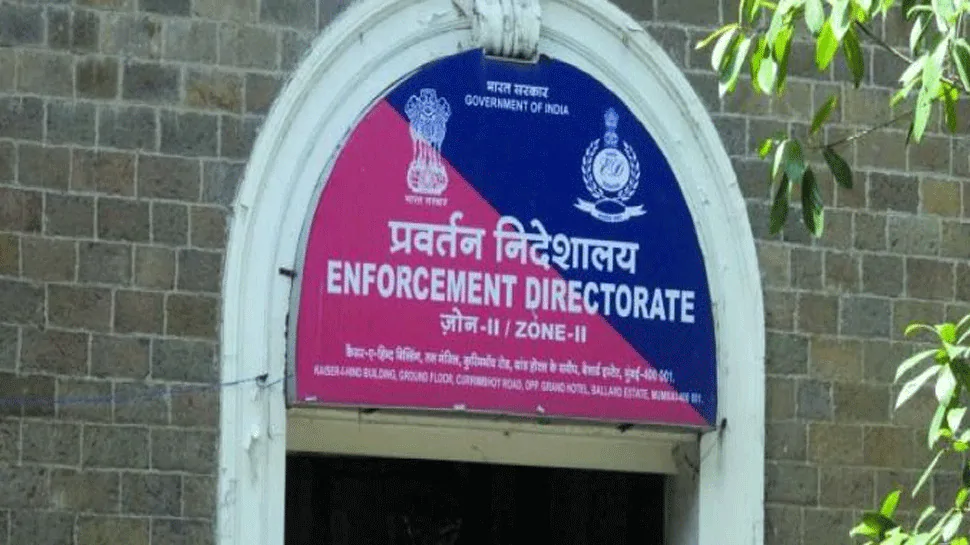 भारत सरकार
GOVERNMENT OF INDIA
भारत सरकार
प्रवर्तन निदेशालय
ENFORCEMENT DIRECTORATE
ज़ोन-II / ZONE-II
कैसर-ए-हिन्द बिल्डिंग, तल मंजिल, करीमभॉय रोड, ग्रांड होटल के समीप, बेलार्ड इस्टेट, मुंबई-400 001.
KAISER-I-HIND BUILDING, GROUND FLOOR, CURRIMBHOY ROAD, OPP. GRAND HOTEL, BALLARD ESTATE, MUMBAI-400 001.